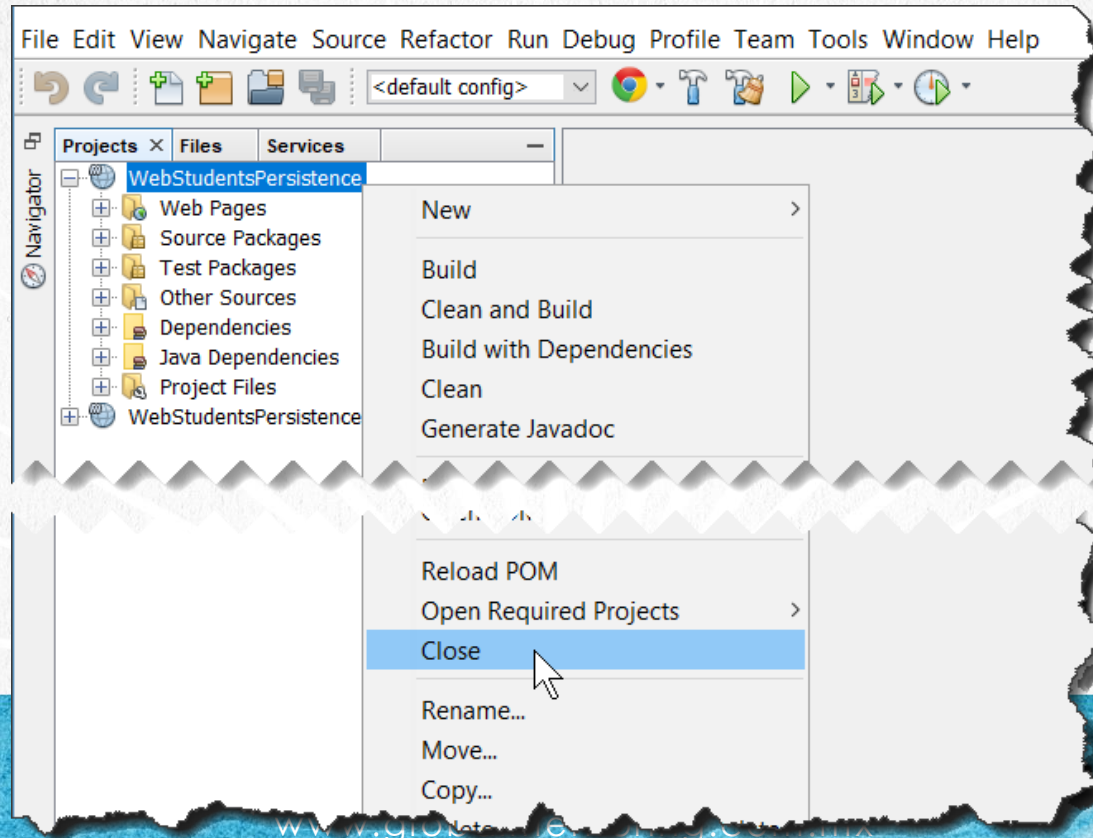 File Edit View Navigate Source Refactor Run Debug Profile Team Tools Window Help
<default config>
Projects Files Services
Navigator
WebStudentsPersistence
Web Pages
Source Packages
Test Packages
Other Sources
Dependencies
Java Dependencies
Project Files
WebStudentsPersistence
New
Build
Clean and Build
Build with Dependencies
Clean
Generate Javadoc
Reload POM
Open Required Projects
Close
Rename...
Move...
Copy...